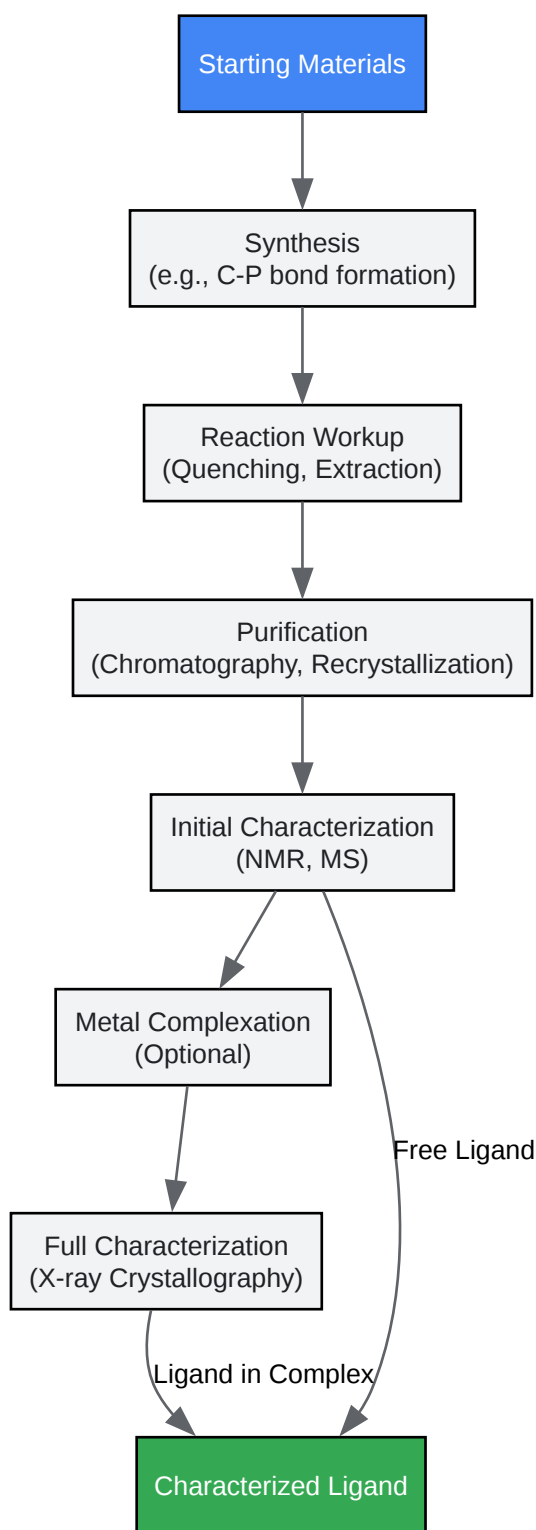 Starting Materials
Synthesis
(e.g., C-P bond formation)
Reaction Workup
(Quenching, Extraction)
Purification
(Chromatography, Recrystallization)
Initial Characterization
(NMR, MS)
Metal Complexation
(Optional)
Free Ligand
Full Characterization
(X-ray Crystallography)
Ligand in Complex
Characterized Ligand